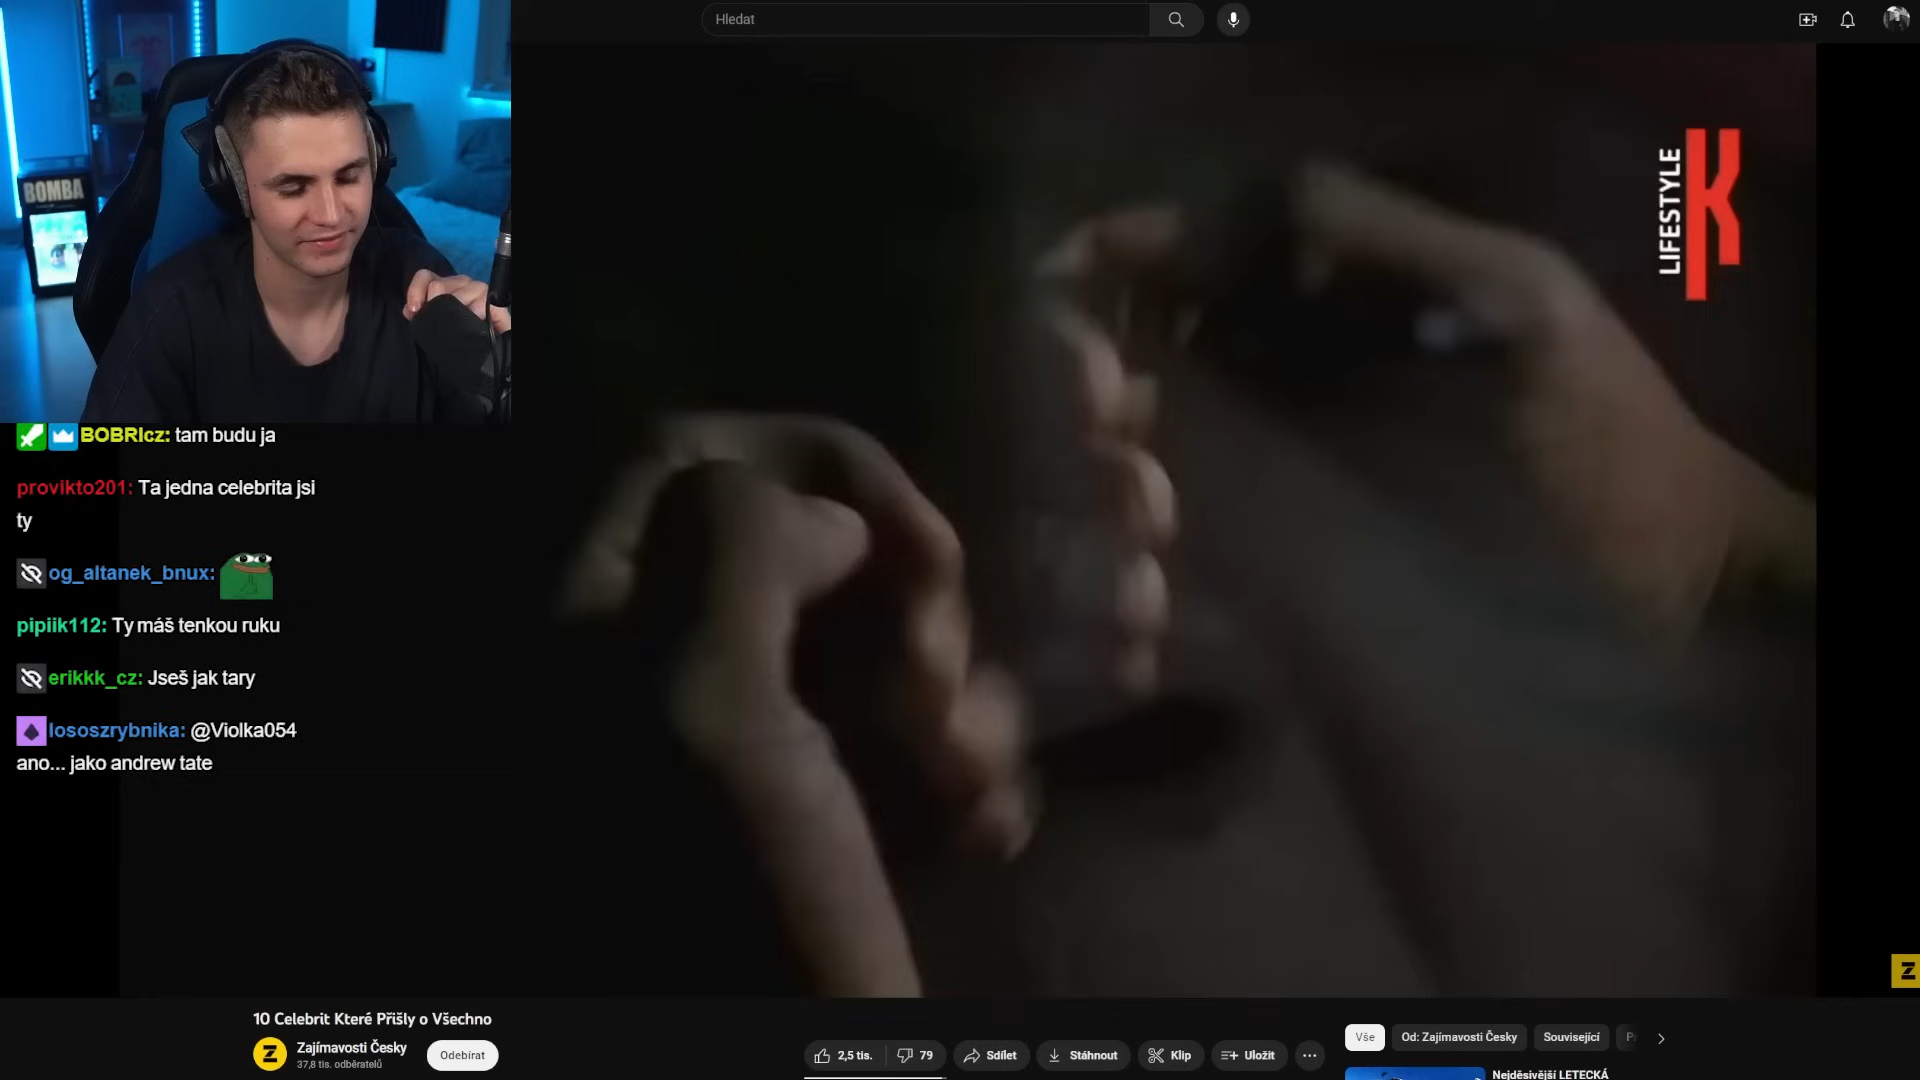 Hledat
BOMBA
LIFESTYLE
K
BOBRIcz: tam budu ja
provikto201: Ta jedna celebrita jsi
ty
og_altanek_bnux:
pipiik112: Ty máš tenkou ruku
erikkk_cz: Jseš jak tary
lososzrybnika: @Violka054
ano... jako andrew tate
Z
10 Celebrit Které Přišly o Všechno
Z
Zajímavosti Česky
37,8 tis. odběratelů
Odebírat
2,5 tis.
79
Sdílet
Stáhnout
Klip
Uložit
Vše
Od: Zajímavosti Česky
Související
Nejděsivější LETECKÁ